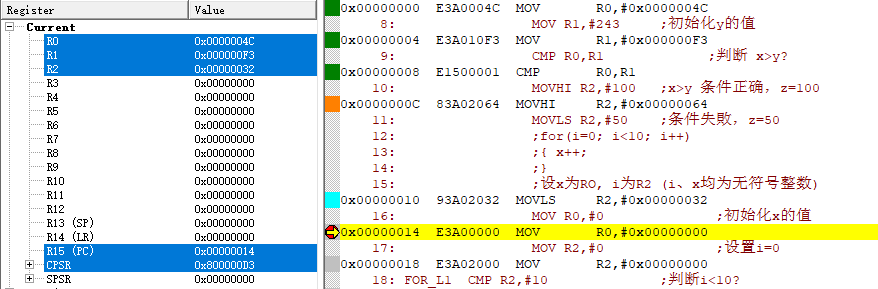 Register Value
Current
R0 0x0000004C
R1 0x000000F3
R2 0x00000032
R3 0x00000000
R4 0x00000000
R5 0x00000000
R6 0x00000000
R7 0x00000000
R8 0x00000000
R9 0x00000000
R10 0x00000000
R11 0x00000000
R12 0x00000000
R13 (SP) 0x00000000
R14 (LR) 0x00000000
R15 (PC) 0x00000014
CPSR 0x800000D3
SPSR 0x00000000
0x00000000 E3A0004C MOV R0,#0x0000004C
8: MOV R1,#243 ;初始化y的值
0x00000004 E3A010F3 MOV R1,#0x000000F3
9: CMP R0,R1 ;判断 x>y?
0x00000008 E1500001 CMP R0,R1
10: MOVHI R2,#100 ;x>y 条件正确，z=100
0x0000000C 83A02064 MOVHI R2,#0x00000064
11: MOVLS R2,#50 ;条件失败，z=50
12: ;for(i=0; i<10; i++)
13: ;{ x++;
14: ;}
15: ;设x为R0, i为R2 (i、x均为无符号整数)
0x00000010 93A02032 MOVLS R2,#0x00000032
16: MOV R0,#0 ;初始化x的值
0x00000014 E3A00000 MOV R0,#0x00000000
17: MOV R2,#0 ;设置i=0
0x00000018 E3A02000 MOV R2,#0x00000000
18: FOR_L1 CMP R2,#10 ;判断i<10?